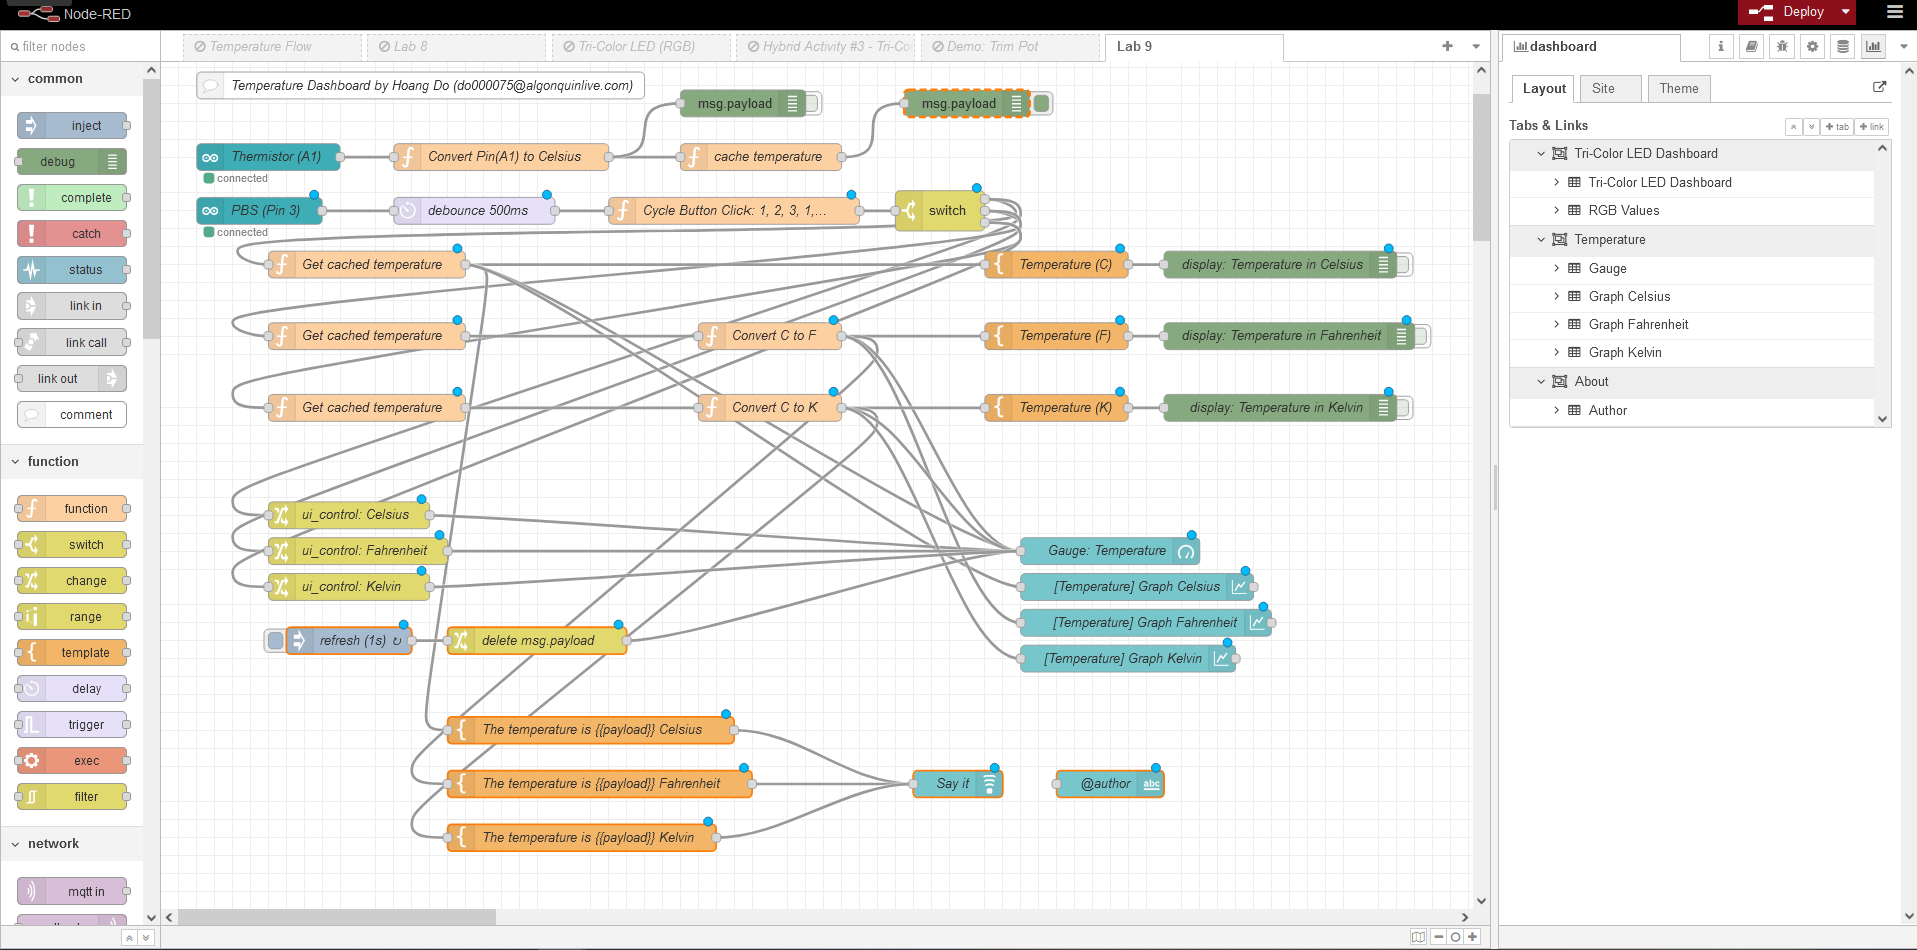 Node-RED
Deploy
filter nodes
Temperature Flow
Lab 8
Tri-Color LED (RGB)
Hybrid Activity #3 - Tri-Co
Demo: Trim Pot
Lab 9
dashboard
common
inject
debug
complete
catch
status
link in
link call
link out
comment
function
function
switch
change
range
template
delay
trigger
exec
filter
network
mqtt in
Temperature Dashboard by Hoang Do (do000075@algonquinlive.com)
msg.payload
msg.payload
Thermistor (A1)
Convert Pin(A1) to Celsius
cache temperature
connected
PBS (Pin 3)
debounce 500ms
Cycle Button Click: 1, 2, 3, 1,...
switch
connected
Get cached temperature
Temperature (C)
display: Temperature in Celsius
Get cached temperature
Convert C to F
Temperature (F)
display: Temperature in Fahrenheit
Get cached temperature
Convert C to K
Temperature (K)
display: Temperature in Kelvin
ui_control: Celsius
ui_control: Fahrenheit
Gauge: Temperature
ui_control: Kelvin
[Temperature] Graph Celsius
[Temperature] Graph Fahrenheit
refresh (1s) ↻
delete msg.payload
[Temperature] Graph Kelvin
The temperature is {{payload}} Celsius
The temperature is {{payload}} Fahrenheit
Say it
@author
abc
The temperature is {{payload}} Kelvin
Layout
Site
Theme
Tabs & Links
+ tab
+ link
Tri-Color LED Dashboard
Tri-Color LED Dashboard
RGB Values
Temperature
Gauge
Graph Celsius
Graph Fahrenheit
Graph Kelvin
About
Author